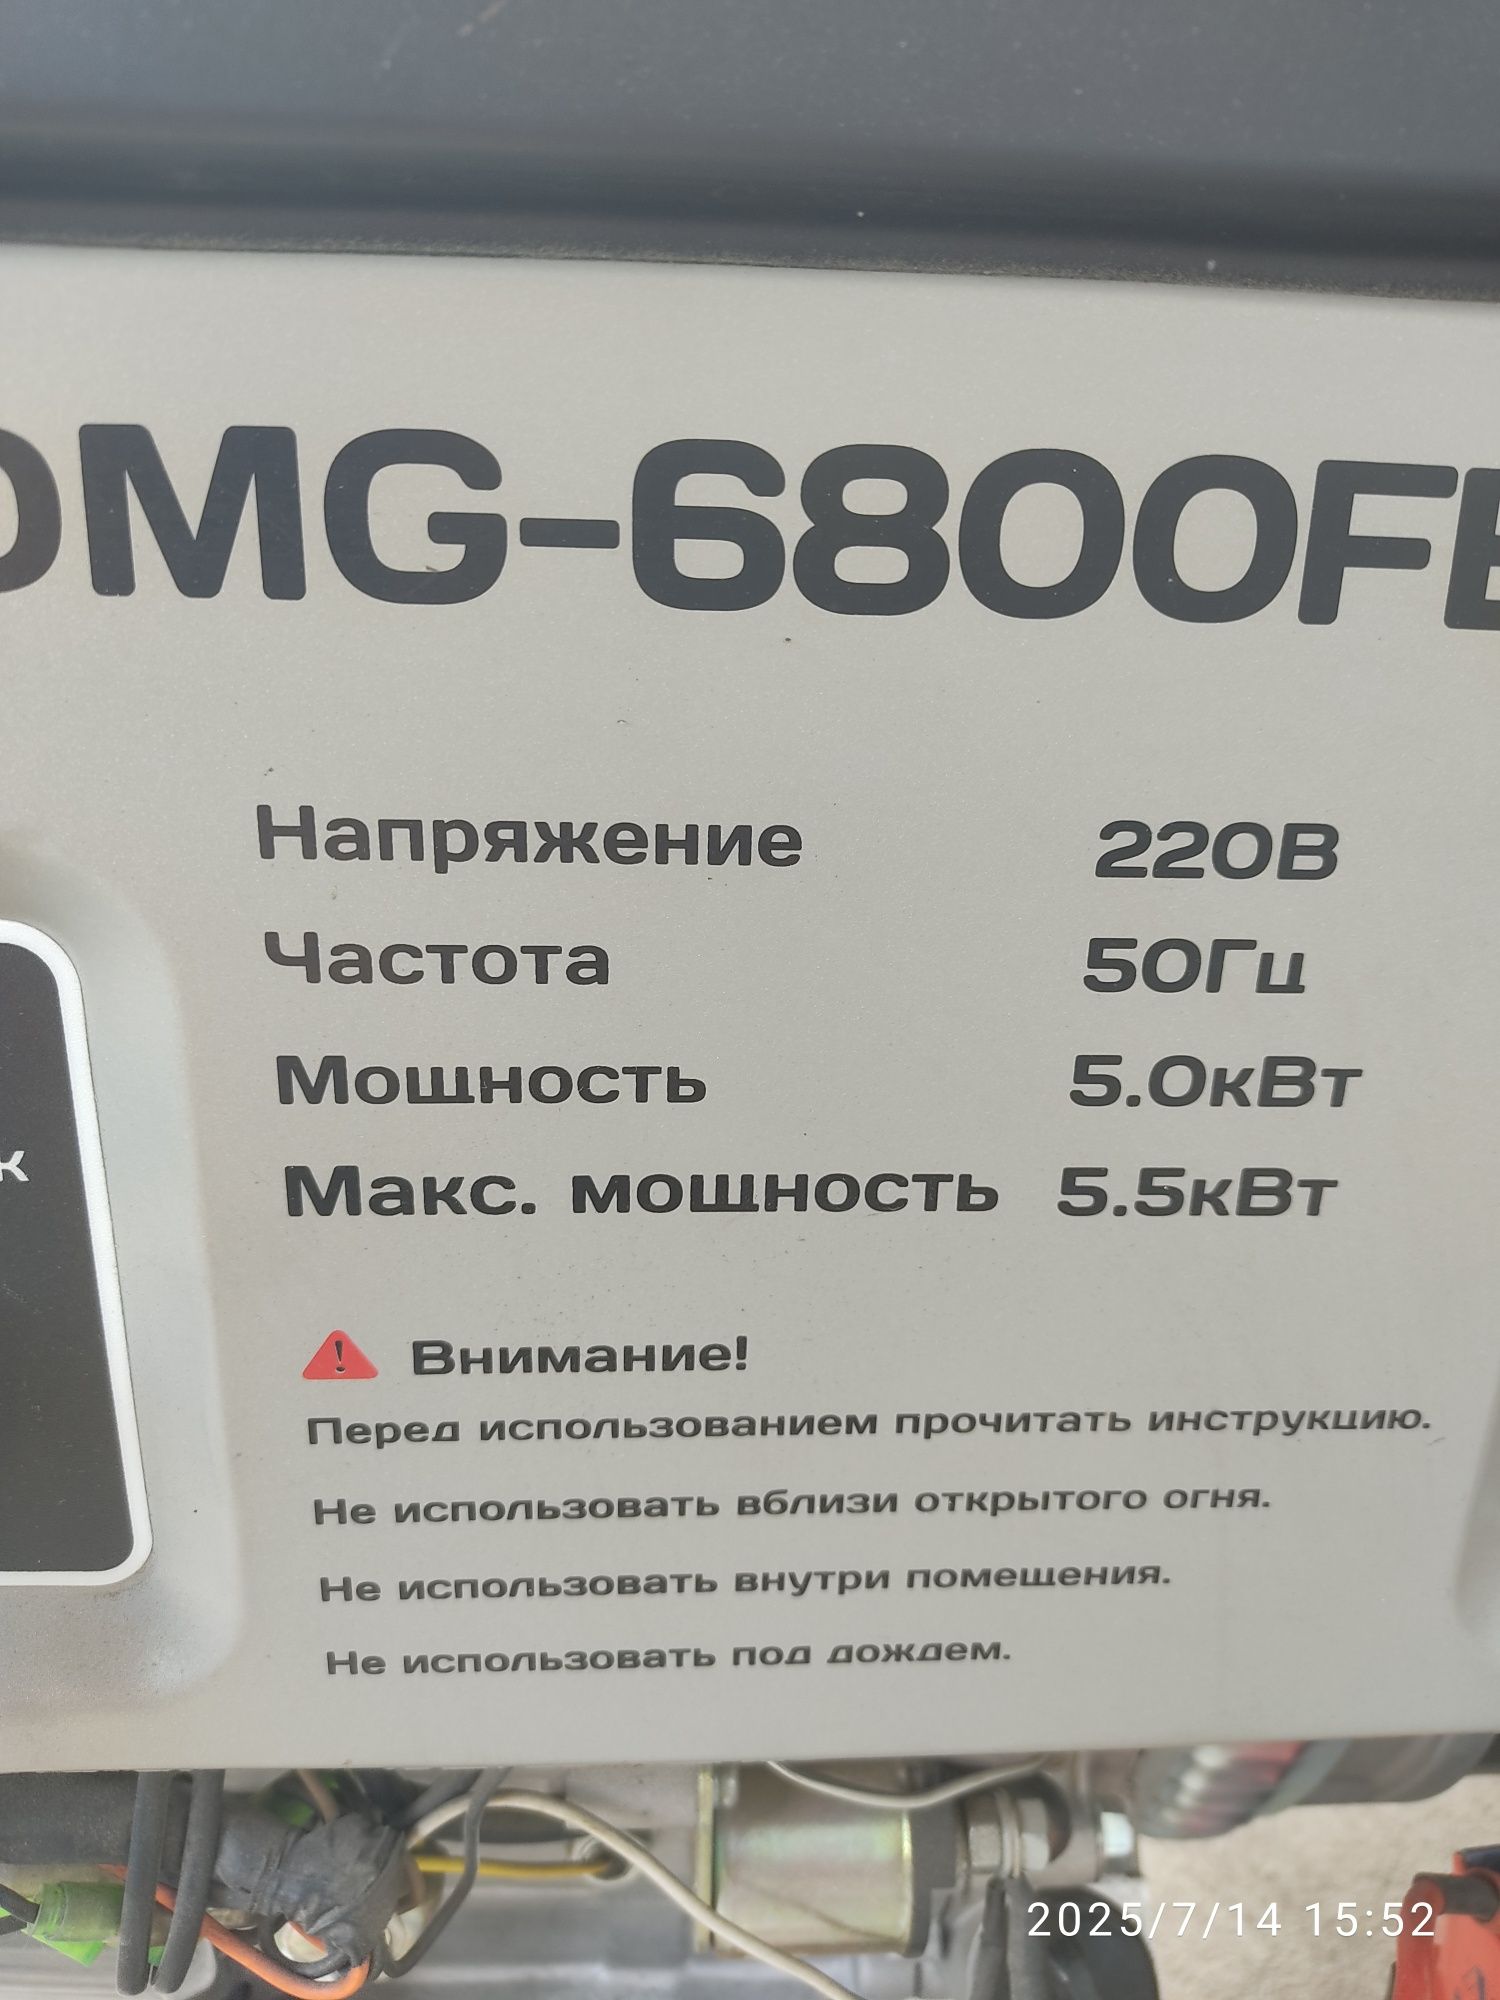 DMG-6800FE
Напряжение 220В
Частота 50Гц
Мощность 5.0кВт
к
Макс. мощность 5.5кВт
! Внимание!
Перед использованием прочитать инструкцию.
Не использовать вблизи открытого огня.
Не использовать внутри помещения.
Не использовать под дождем.
2025/7/14 15:52